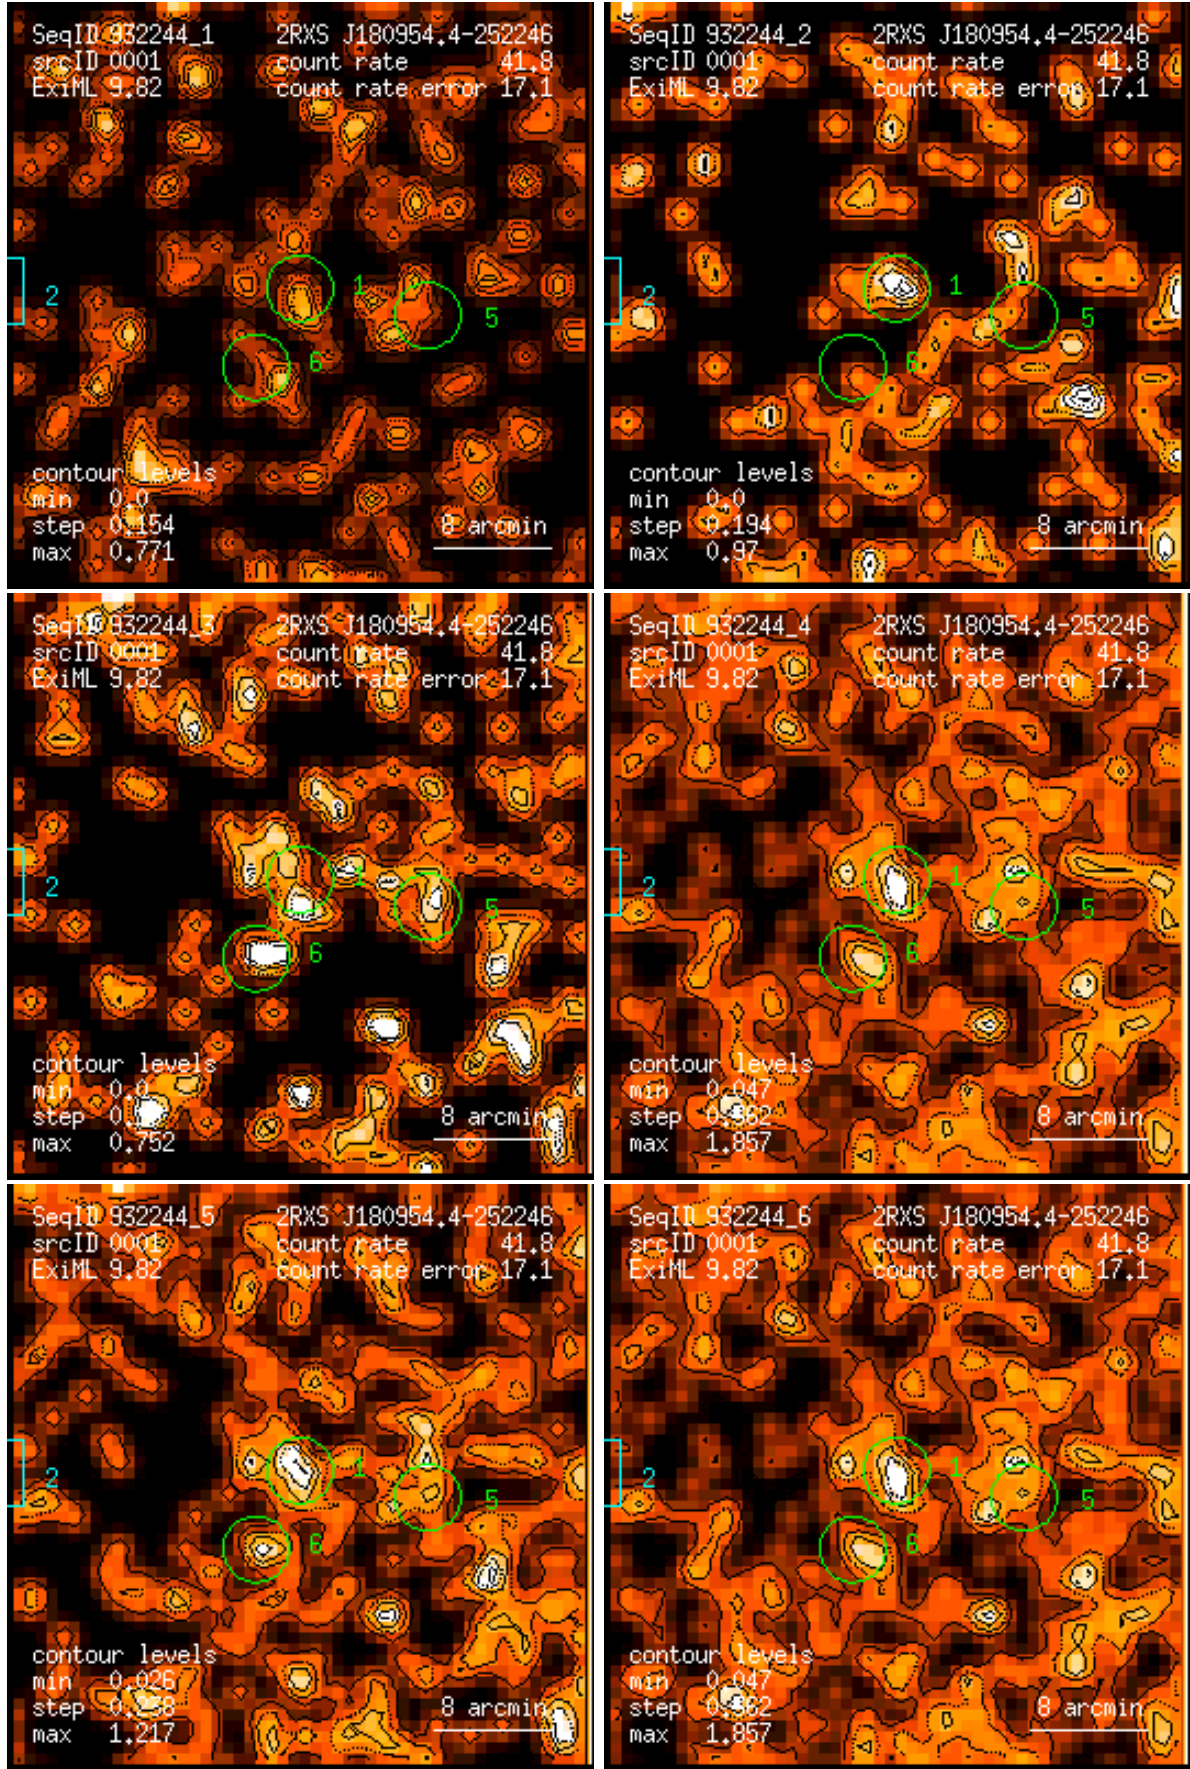 SeqID 932244_1 2RXS J180954.4-252246
srcID 0001 count rate 41.8
ExiML 9.82 count rate error 17.1
2
1
5
6
contour levels
min 0.0
step 0.154 8 arcmin
max 0.771
SeqID 932244_2 2RXS J180954.4-252246
srcID 0001 count rate 41.8
ExiML 9.82 count rate error 17.1
2
1
5
6
contour levels
min 0.0
step 0.194 8 arcmin
max 0.97
SeqID 932244_3 2RXS J180954.4-252246
srcID 0001 count rate 41.8
ExiML 9.82 count rate error 17.1
2
1
5
6
contour levels
min 0.0
step 8 arcmin
max 0.752
SeqID 932244_4 2RXS J180954.4-252246
srcID 0001 count rate 41.8
ExiML 9.82 count rate error 17.1
2
1
5
6
contour levels
min 0.047
step 0.362 8 arcmin
max 1.857
SeqID 932244_5 2RXS J180954.4-252246
srcID 0001 count rate 41.8
ExiML 9.82 count rate error 17.1
2
1
5
6
contour levels
min 0.026
step 0.238 8 arcmin
max 1.217
SeqID 932244_6 2RXS J180954.4-252246
srcID 0001 count rate 41.8
ExiML 9.82 count rate error 17.1
2
1
5
6
contour levels
min 0.047
step 0.362 8 arcmin
max 1.857